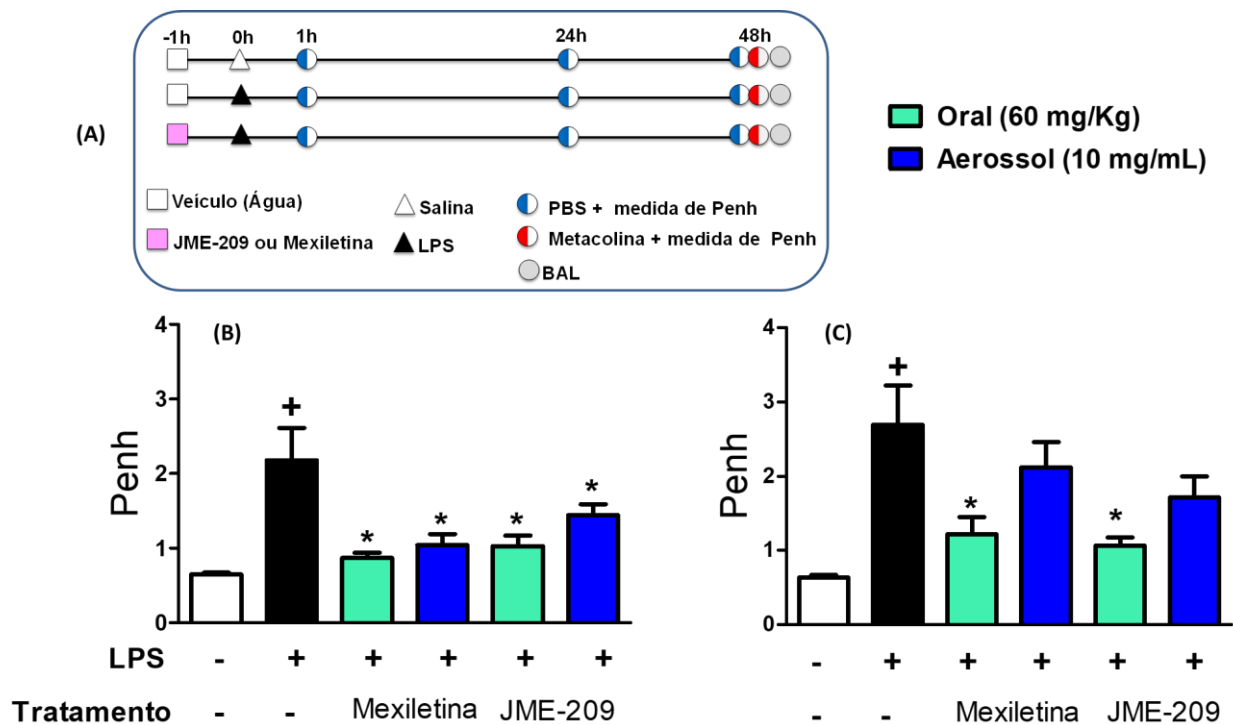 -1h 0h 1h 24h 48h
(A)
Veículo (Água)
Salina
PBS + medida de Penh
JME-209 ou Mexiletina
LPS
Metacolina + medida de Penh
BAL
Oral (60 mg/Kg)
Aerossol (10 mg/mL)
(B)
Penh
4
3
2
1
0
+
* * * *
LPS - + + + + +
Tratamento - - Mexiletina JME-209
(C)
Penh
4
3
2
1
0
+
* *
- + + + + +
- - Mexiletina JME-209